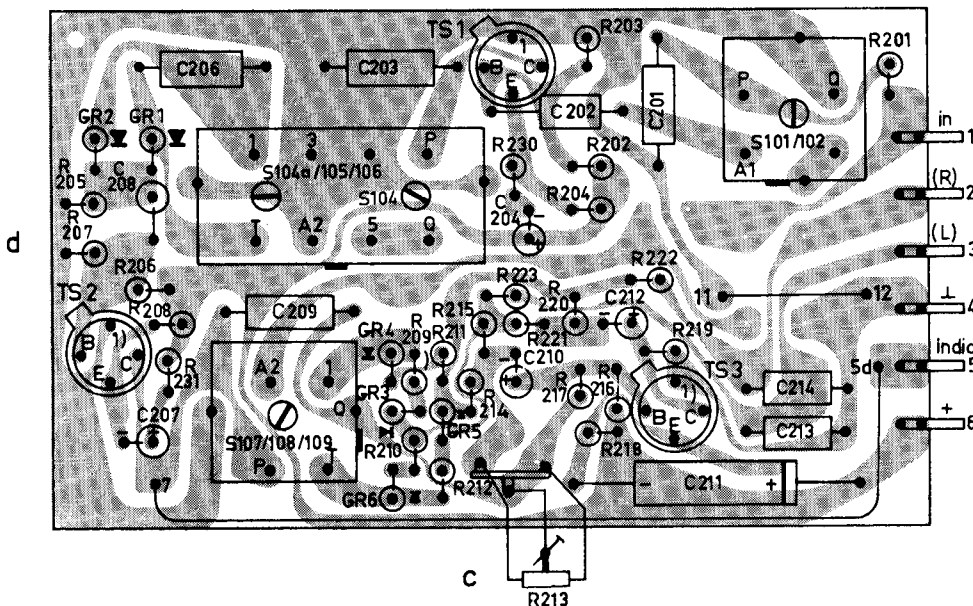 TS1
R203
1)
B
C
E
C206
C203
C202
C201
P
Q
S101/102
A1
R201
in
1
(R)
2
(L)
3
⊥
4
indic
5
+
6
GR2
GR1
R
205
C
208
R
207
1
3
P
S104a/105/106
S104
T
A2
5
Q
R230
R202
C
204
R204
-
+
d
R206
TS2
R
208
B
1)
C
E
R
231
C207
-
+
7
C209
A2
1
Q
S107/108/109
P
T
R223
R
220
R222
R215
R221
C212
-
+
11
12
R219
GR4
R
209
R
211
C210
-
+
GR3
R
214
GR5
R210
GR6
R212
R
217
R
216
R218
TS3
1)
B
C
E
5d
C214
C213
- C211 +
C
R213